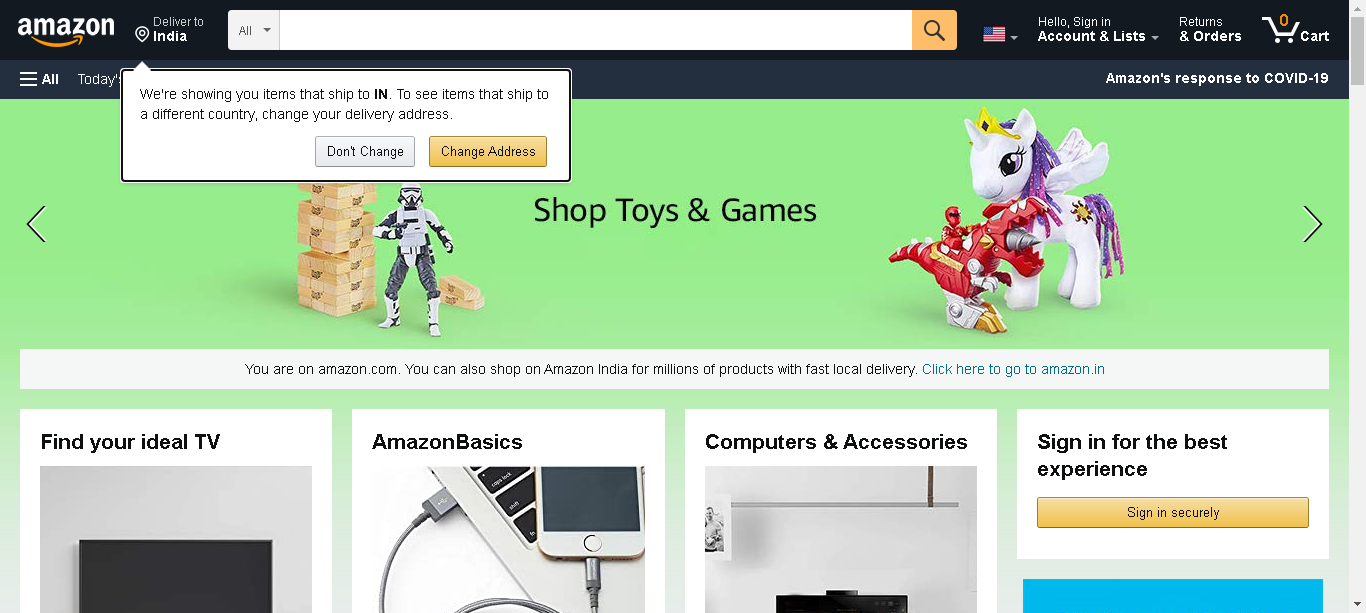 amazon
Deliver to
India
All
Hello, Sign in
Account & Lists
Returns
& Orders
0
Cart
All
Today's
Amazon's response to COVID-19
We're showing you items that ship to IN. To see items that ship to
a different country, change your delivery address.
Don't Change
Change Address
Shop Toys & Games
You are on amazon.com. You can also shop on Amazon India for millions of products with fast local delivery. Click here to go to amazon.in
Find your ideal TV
AmazonBasics
Computers & Accessories
Sign in for the best
experience
Sign in securely
caps lock
shift
fn